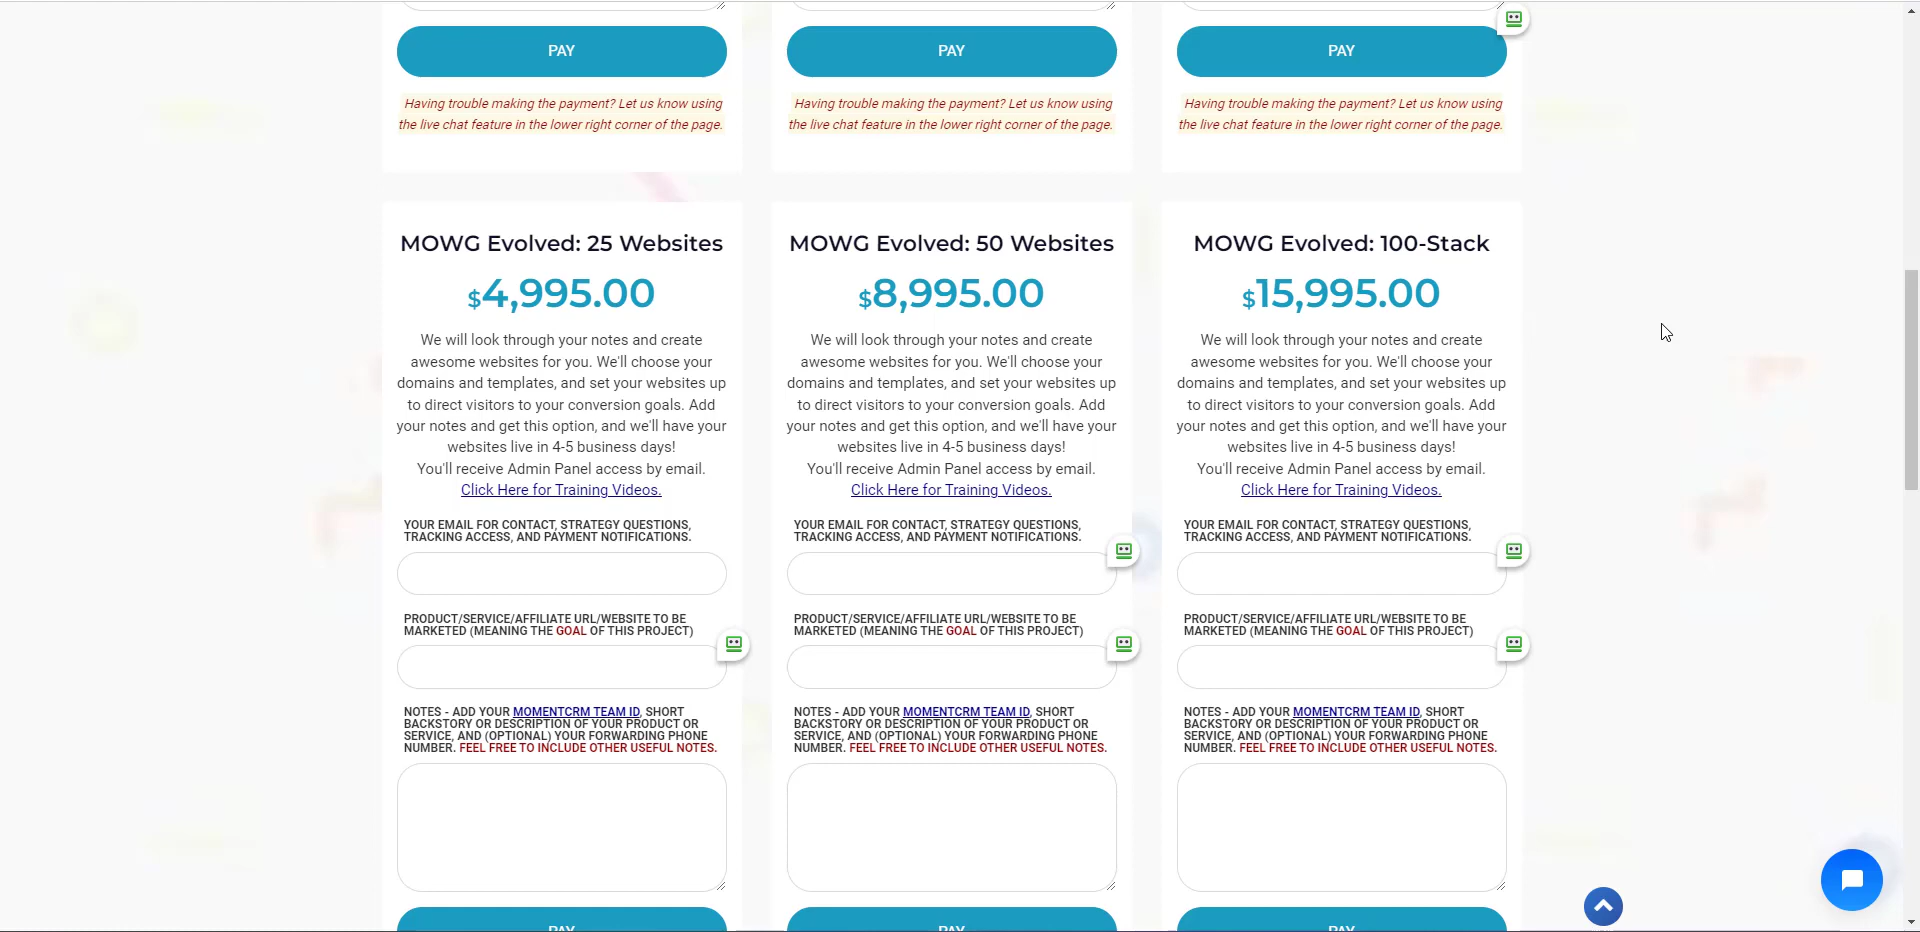 PAY
Having trouble making the payment? Let us know using
the live chat feature in the lower right corner of the page.
PAY
Having trouble making the payment? Let us know using
the live chat feature in the lower right corner of the page.
PAY
Having trouble making the payment? Let us know using
the live chat feature in the lower right corner of the page.
MOWG Evolved: 25 Websites
$4,995.00
We will look through your notes and create
awesome websites for you. We'll choose your
domains and templates, and set your websites up
to direct visitors to your conversion goals. Add
your notes and get this option, and we'll have your
websites live in 4-5 business days!
You'll receive Admin Panel access by email.
Click Here for Training Videos.
YOUR EMAIL FOR CONTACT, STRATEGY QUESTIONS,
TRACKING ACCESS, AND PAYMENT NOTIFICATIONS.
PRODUCT/SERVICE/AFFILIATE URL/WEBSITE TO BE
MARKETED (MEANING THE GOAL OF THIS PROJECT)
NOTES - ADD YOUR MOMENTCRM TEAM ID, SHORT
BACKSTORY OR DESCRIPTION OF YOUR PRODUCT OR
SERVICE, AND (OPTIONAL) YOUR FORWARDING PHONE
NUMBER. FEEL FREE TO INCLUDE OTHER USEFUL NOTES.
PAY
MOWG Evolved: 50 Websites
$8,995.00
We will look through your notes and create
awesome websites for you. We'll choose your
domains and templates, and set your websites up
to direct visitors to your conversion goals. Add
your notes and get this option, and we'll have your
websites live in 4-5 business days!
You'll receive Admin Panel access by email.
Click Here for Training Videos.
YOUR EMAIL FOR CONTACT, STRATEGY QUESTIONS,
TRACKING ACCESS, AND PAYMENT NOTIFICATIONS.
PRODUCT/SERVICE/AFFILIATE URL/WEBSITE TO BE
MARKETED (MEANING THE GOAL OF THIS PROJECT)
NOTES - ADD YOUR MOMENTCRM TEAM ID, SHORT
BACKSTORY OR DESCRIPTION OF YOUR PRODUCT OR
SERVICE, AND (OPTIONAL) YOUR FORWARDING PHONE
NUMBER. FEEL FREE TO INCLUDE OTHER USEFUL NOTES.
PAY
MOWG Evolved: 100-Stack
$15,995.00
We will look through your notes and create
awesome websites for you. We'll choose your
domains and templates, and set your websites up
to direct visitors to your conversion goals. Add
your notes and get this option, and we'll have your
websites live in 4-5 business days!
You'll receive Admin Panel access by email.
Click Here for Training Videos.
YOUR EMAIL FOR CONTACT, STRATEGY QUESTIONS,
TRACKING ACCESS, AND PAYMENT NOTIFICATIONS.
PRODUCT/SERVICE/AFFILIATE URL/WEBSITE TO BE
MARKETED (MEANING THE GOAL OF THIS PROJECT)
NOTES - ADD YOUR MOMENTCRM TEAM ID, SHORT
BACKSTORY OR DESCRIPTION OF YOUR PRODUCT OR
SERVICE, AND (OPTIONAL) YOUR FORWARDING PHONE
NUMBER. FEEL FREE TO INCLUDE OTHER USEFUL NOTES.
PAY